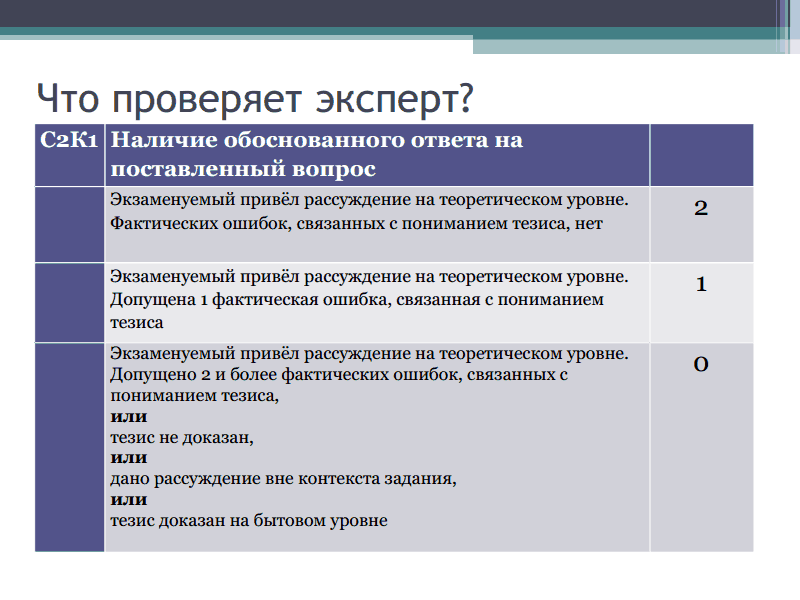 Что проверяет эксперт?
С2К1 Наличие обоснованного ответа на
поставленный вопрос
Экзаменуемый привёл рассуждение на теоретическом уровне.
Фактических ошибок, связанных с пониманием тезиса, нет
2
Экзаменуемый привёл рассуждение на теоретическом уровне.
Допущена 1 фактическая ошибка, связанная с пониманием
тезиса
1
Экзаменуемый привёл рассуждение на теоретическом уровне.
Допущено 2 и более фактических ошибок, связанных с
пониманием тезиса,
или
тезис не доказан,
или
дано рассуждение вне контекста задания,
или
тезис доказан на бытовом уровне
0